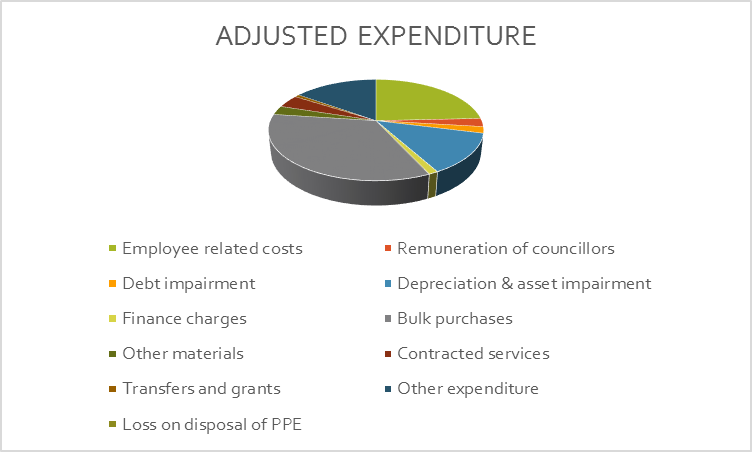 ADJUSTED EXPENDITURE
Employee related costs
Remuneration of councillors
Debt impairment
Depreciation & asset impairment
Finance charges
Bulk purchases
Other materials
Contracted services
Transfers and grants
Other expenditure
Loss on disposal of PPE